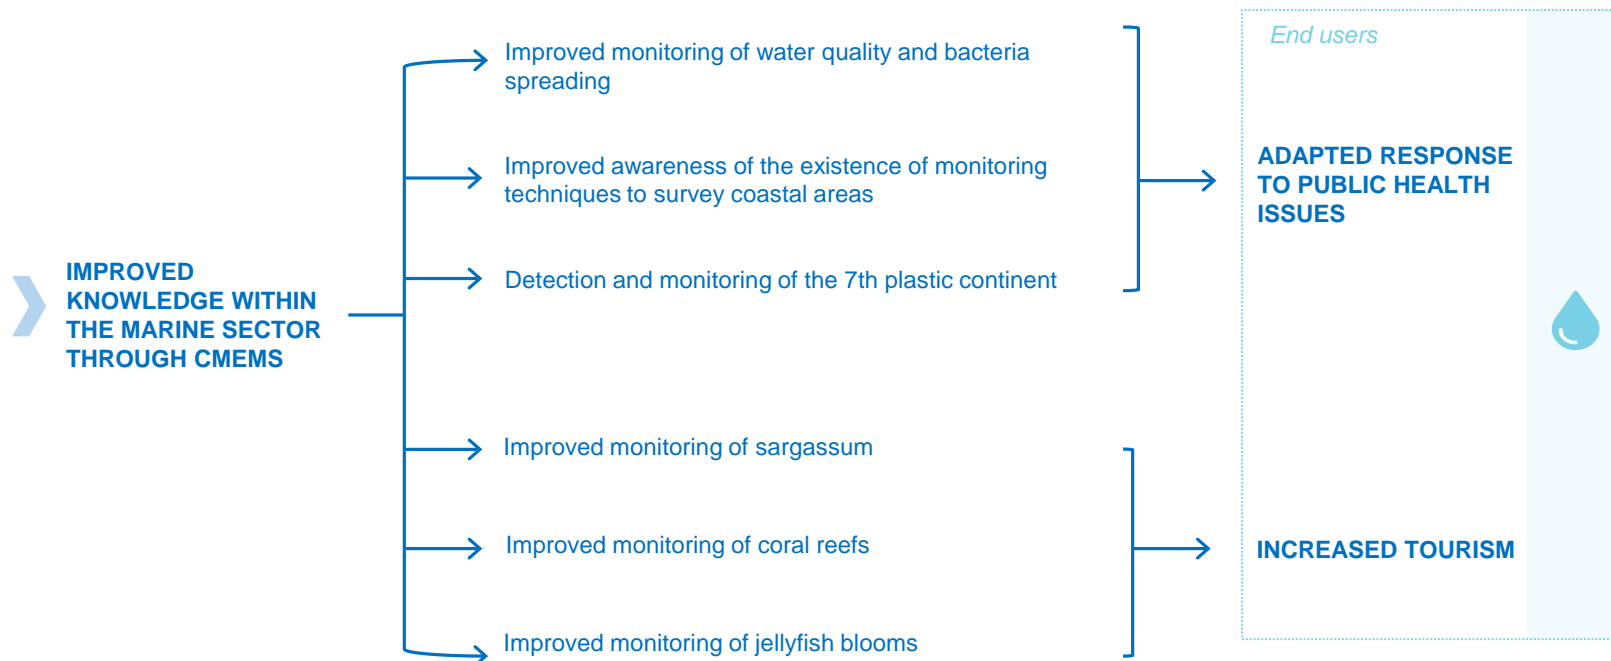 IMPROVED
KNOWLEDGE WITHIN
THE MARINE SECTOR
THROUGH CMEMS
Improved monitoring of water quality and bacteria
spreading
Improved awareness of the existence of monitoring
techniques to survey coastal areas
Detection and monitoring of the 7th plastic continent
Improved monitoring of sargassum
Improved monitoring of coral reefs
Improved monitoring of jellyfish blooms
End users
ADAPTED RESPONSE
TO PUBLIC HEALTH
ISSUES
INCREASED TOURISM